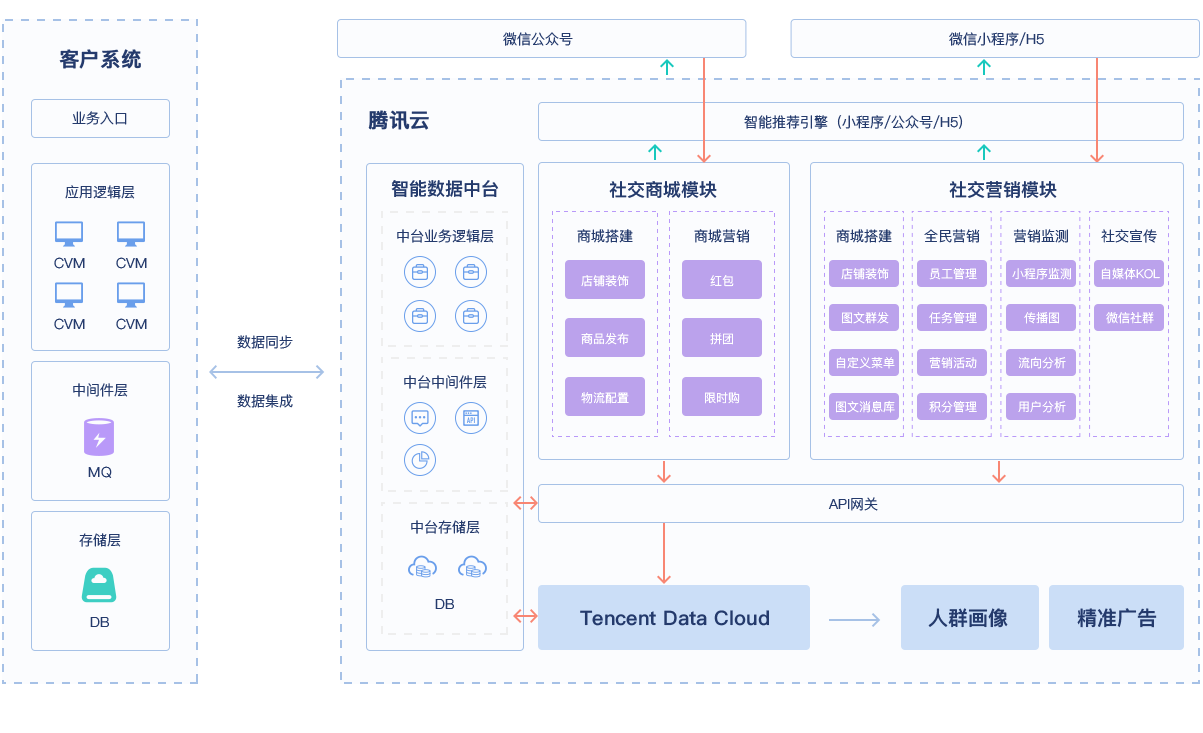 客户系统
业务入口
应用逻辑层
CVM
CVM
CVM
CVM
中间件层
MQ
存储层
DB
数据同步
数据集成
微信公众号
微信小程序/H5
腾讯云
智能推荐引擎（小程序/公众号/H5）
智能数据中台
中台业务逻辑层
中台中间件层
API
中台存储层
DB
社交商城模块
商城搭建
店铺装饰
商品发布
物流配置
商城营销
红包
拼团
限时购
社交营销模块
商城搭建
店铺装饰
图文群发
自定义菜单
图文消息库
全民营销
员工管理
任务管理
营销活动
积分管理
营销监测
小程序监测
传播图
流向分析
用户分析
社交宣传
自媒体KOL
微信社群
API网关
Tencent Data Cloud
人群画像
精准广告